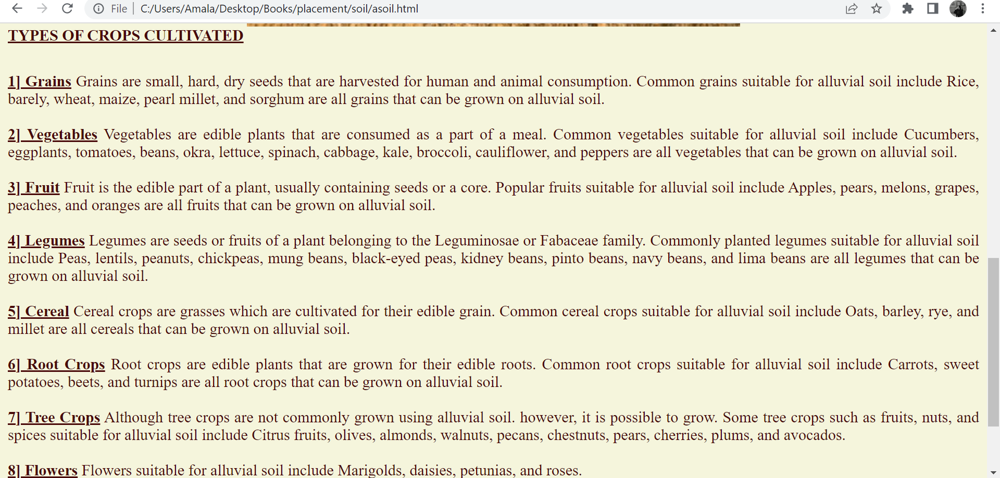 File C:/Users/Amala/Desktop/Books/placement/soil/asoil.html
TYPES OF CROPS CULTIVATED
1] Grains Grains are small, hard, dry seeds that are harvested for human and animal consumption. Common grains suitable for alluvial soil include Rice,
barely, wheat, maize, pearl millet, and sorghum are all grains that can be grown on alluvial soil.
2] Vegetables Vegetables are edible plants that are consumed as a part of a meal. Common vegetables suitable for alluvial soil include Cucumbers,
eggplants, tomatoes, beans, okra, lettuce, spinach, cabbage, kale, broccoli, cauliflower, and peppers are all vegetables that can be grown on alluvial soil.
3] Fruit Fruit is the edible part of a plant, usually containing seeds or a core. Popular fruits suitable for alluvial soil include Apples, pears, melons, grapes,
peaches, and oranges are all fruits that can be grown on alluvial soil.
4] Legumes Legumes are seeds or fruits of a plant belonging to the Leguminosae or Fabaceae family. Commonly planted legumes suitable for alluvial soil
include Peas, lentils, peanuts, chickpeas, mung beans, black-eyed peas, kidney beans, pinto beans, navy beans, and lima beans are all legumes that can be
grown on alluvial soil.
5] Cereal Cereal crops are grasses which are cultivated for their edible grain. Common cereal crops suitable for alluvial soil include Oats, barley, rye, and
millet are all cereals that can be grown on alluvial soil.
6] Root Crops Root crops are edible plants that are grown for their edible roots. Common root crops suitable for alluvial soil include Carrots, sweet
potatoes, beets, and turnips are all root crops that can be grown on alluvial soil.
7] Tree Crops Although tree crops are not commonly grown using alluvial soil. however, it is possible to grow. Some tree crops such as fruits, nuts, and
spices suitable for alluvial soil include Citrus fruits, olives, almonds, walnuts, pecans, chestnuts, pears, cherries, plums, and avocados.
8] Flowers Flowers suitable for alluvial soil include Marigolds, daisies, petunias, and roses.